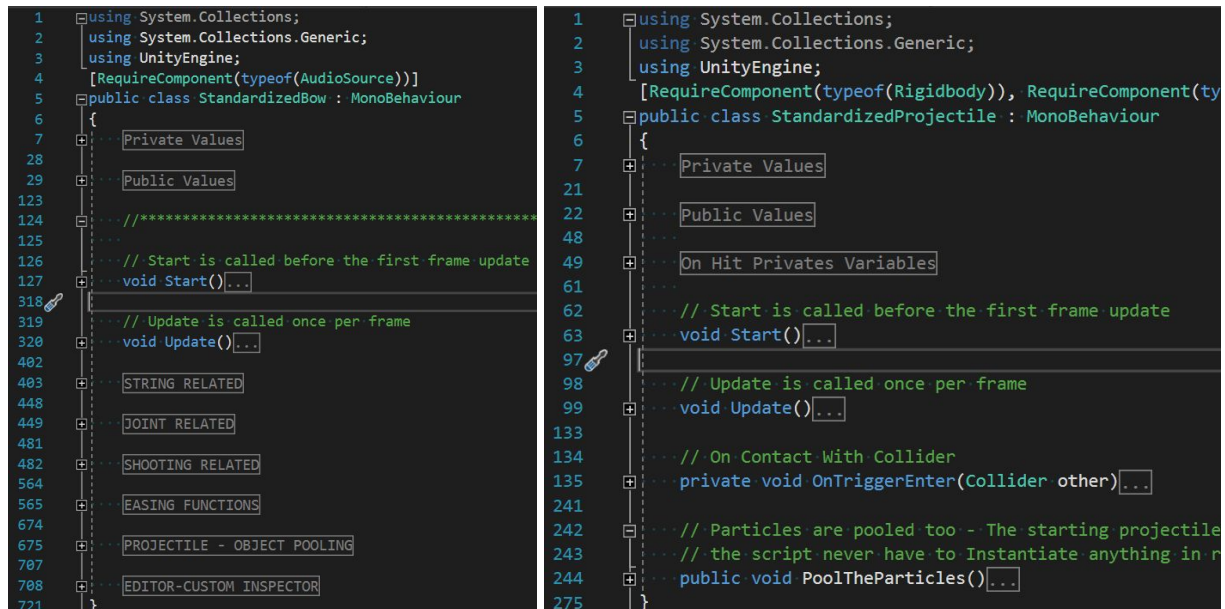 1 using System.Collections;
2 using System.Collections.Generic;
3 using UnityEngine;
4 [RequireComponent(typeof(AudioSource))]
5 public class StandardizedBow : MonoBehaviour
6 {
7 Private Values
28
29 Public Values
123
124 //***********************************************
125
126 // Start is called before the first frame update
127 void Start()...
318
319 // Update is called once per frame
320 void Update()...
402
403 STRING RELATED
448
449 JOINT RELATED
481
482 SHOOTING RELATED
564
565 EASING FUNCTIONS
674
675 PROJECTILE - OBJECT POOLING
707
708 EDITOR-CUSTOM INSPECTOR
721 }
1 using System.Collections;
2 using System.Collections.Generic;
3 using UnityEngine;
4 [RequireComponent(typeof(Rigidbody)), RequireComponent(ty
5 public class StandardizedProjectile : MonoBehaviour
6 {
7 Private Values
21
22 Public Values
48
49 On Hit Privates Variables
61
62 // Start is called before the first frame update
63 void Start()...
97
98 // Update is called once per frame
99 void Update()...
133
134 // On Contact With Collider
135 private void OnTriggerEnter(Collider other)...
241
242 // Particles are pooled too - The starting projectile
243 // the script never have to Instantiate anything in r
244 public void PoolTheParticles()...
275 }